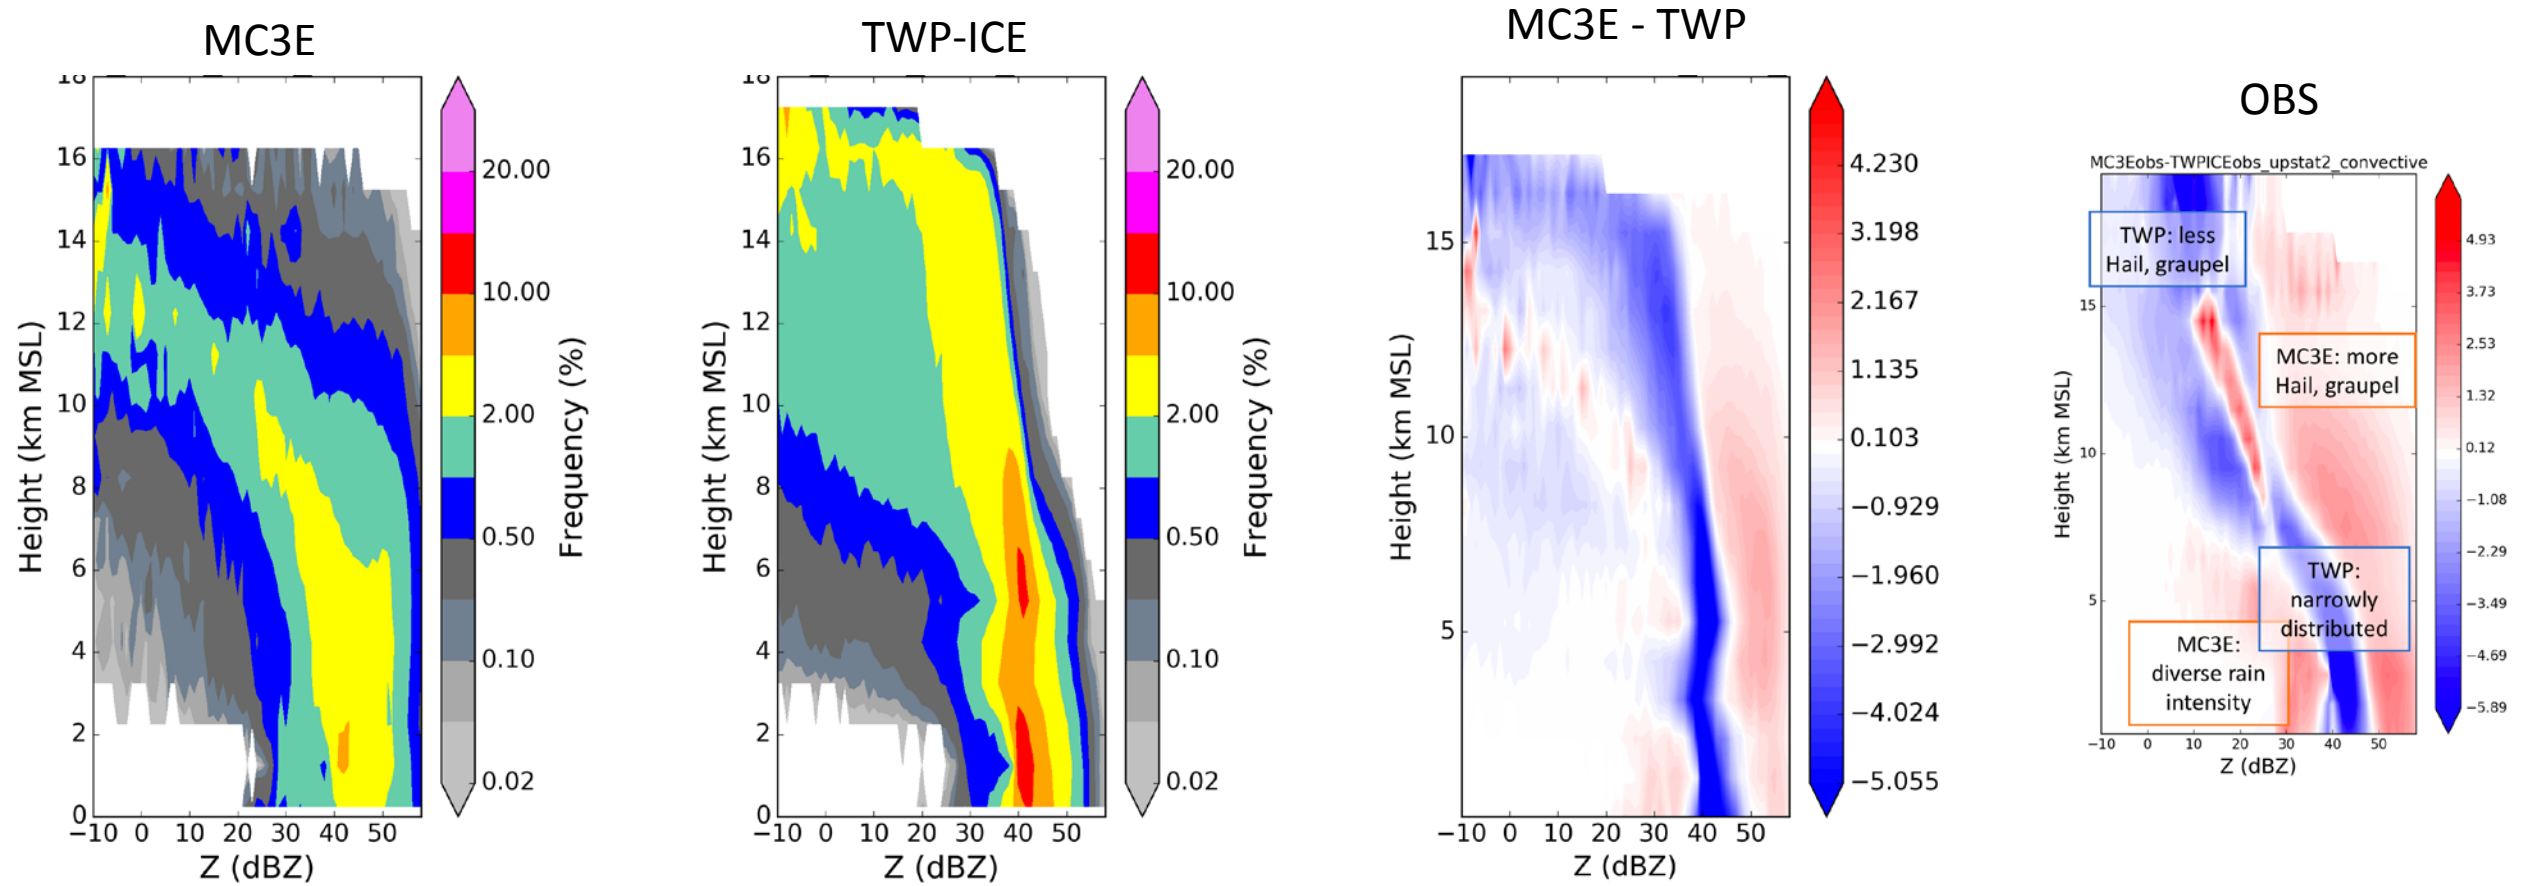 MC3E
18
16
14
12
10
8
6
4
2
0
Height (km MSL)
−10 0 10 20 30 40 50
Z (dBZ)
20.00
10.00
2.00
0.50
0.10
0.02
Frequency (%)
TWP-ICE
18
16
14
12
10
8
6
4
2
0
Height (km MSL)
−10 0 10 20 30 40 50
Z (dBZ)
20.00
10.00
2.00
0.50
0.10
0.02
Frequency (%)
MC3E - TWP
15
10
5
Height (km MSL)
−10 0 10 20 30 40 50
Z (dBZ)
4.230
3.198
2.167
1.135
0.103
−0.929
−1.960
−2.992
−4.024
−5.055
OBS
MC3Eobs-TWPICEobs_upstat2_convective
TWP: less
Hail, graupel
MC3E: more
Hail, graupel
TWP:
narrowly
distributed
MC3E:
diverse rain
intensity
15
10
5
Height (km MSL)
−10 0 10 20 30 40 50
Z (dBZ)
4.93
3.73
2.53
1.32
0.12
−1.08
−2.29
−3.49
−4.69
−5.89